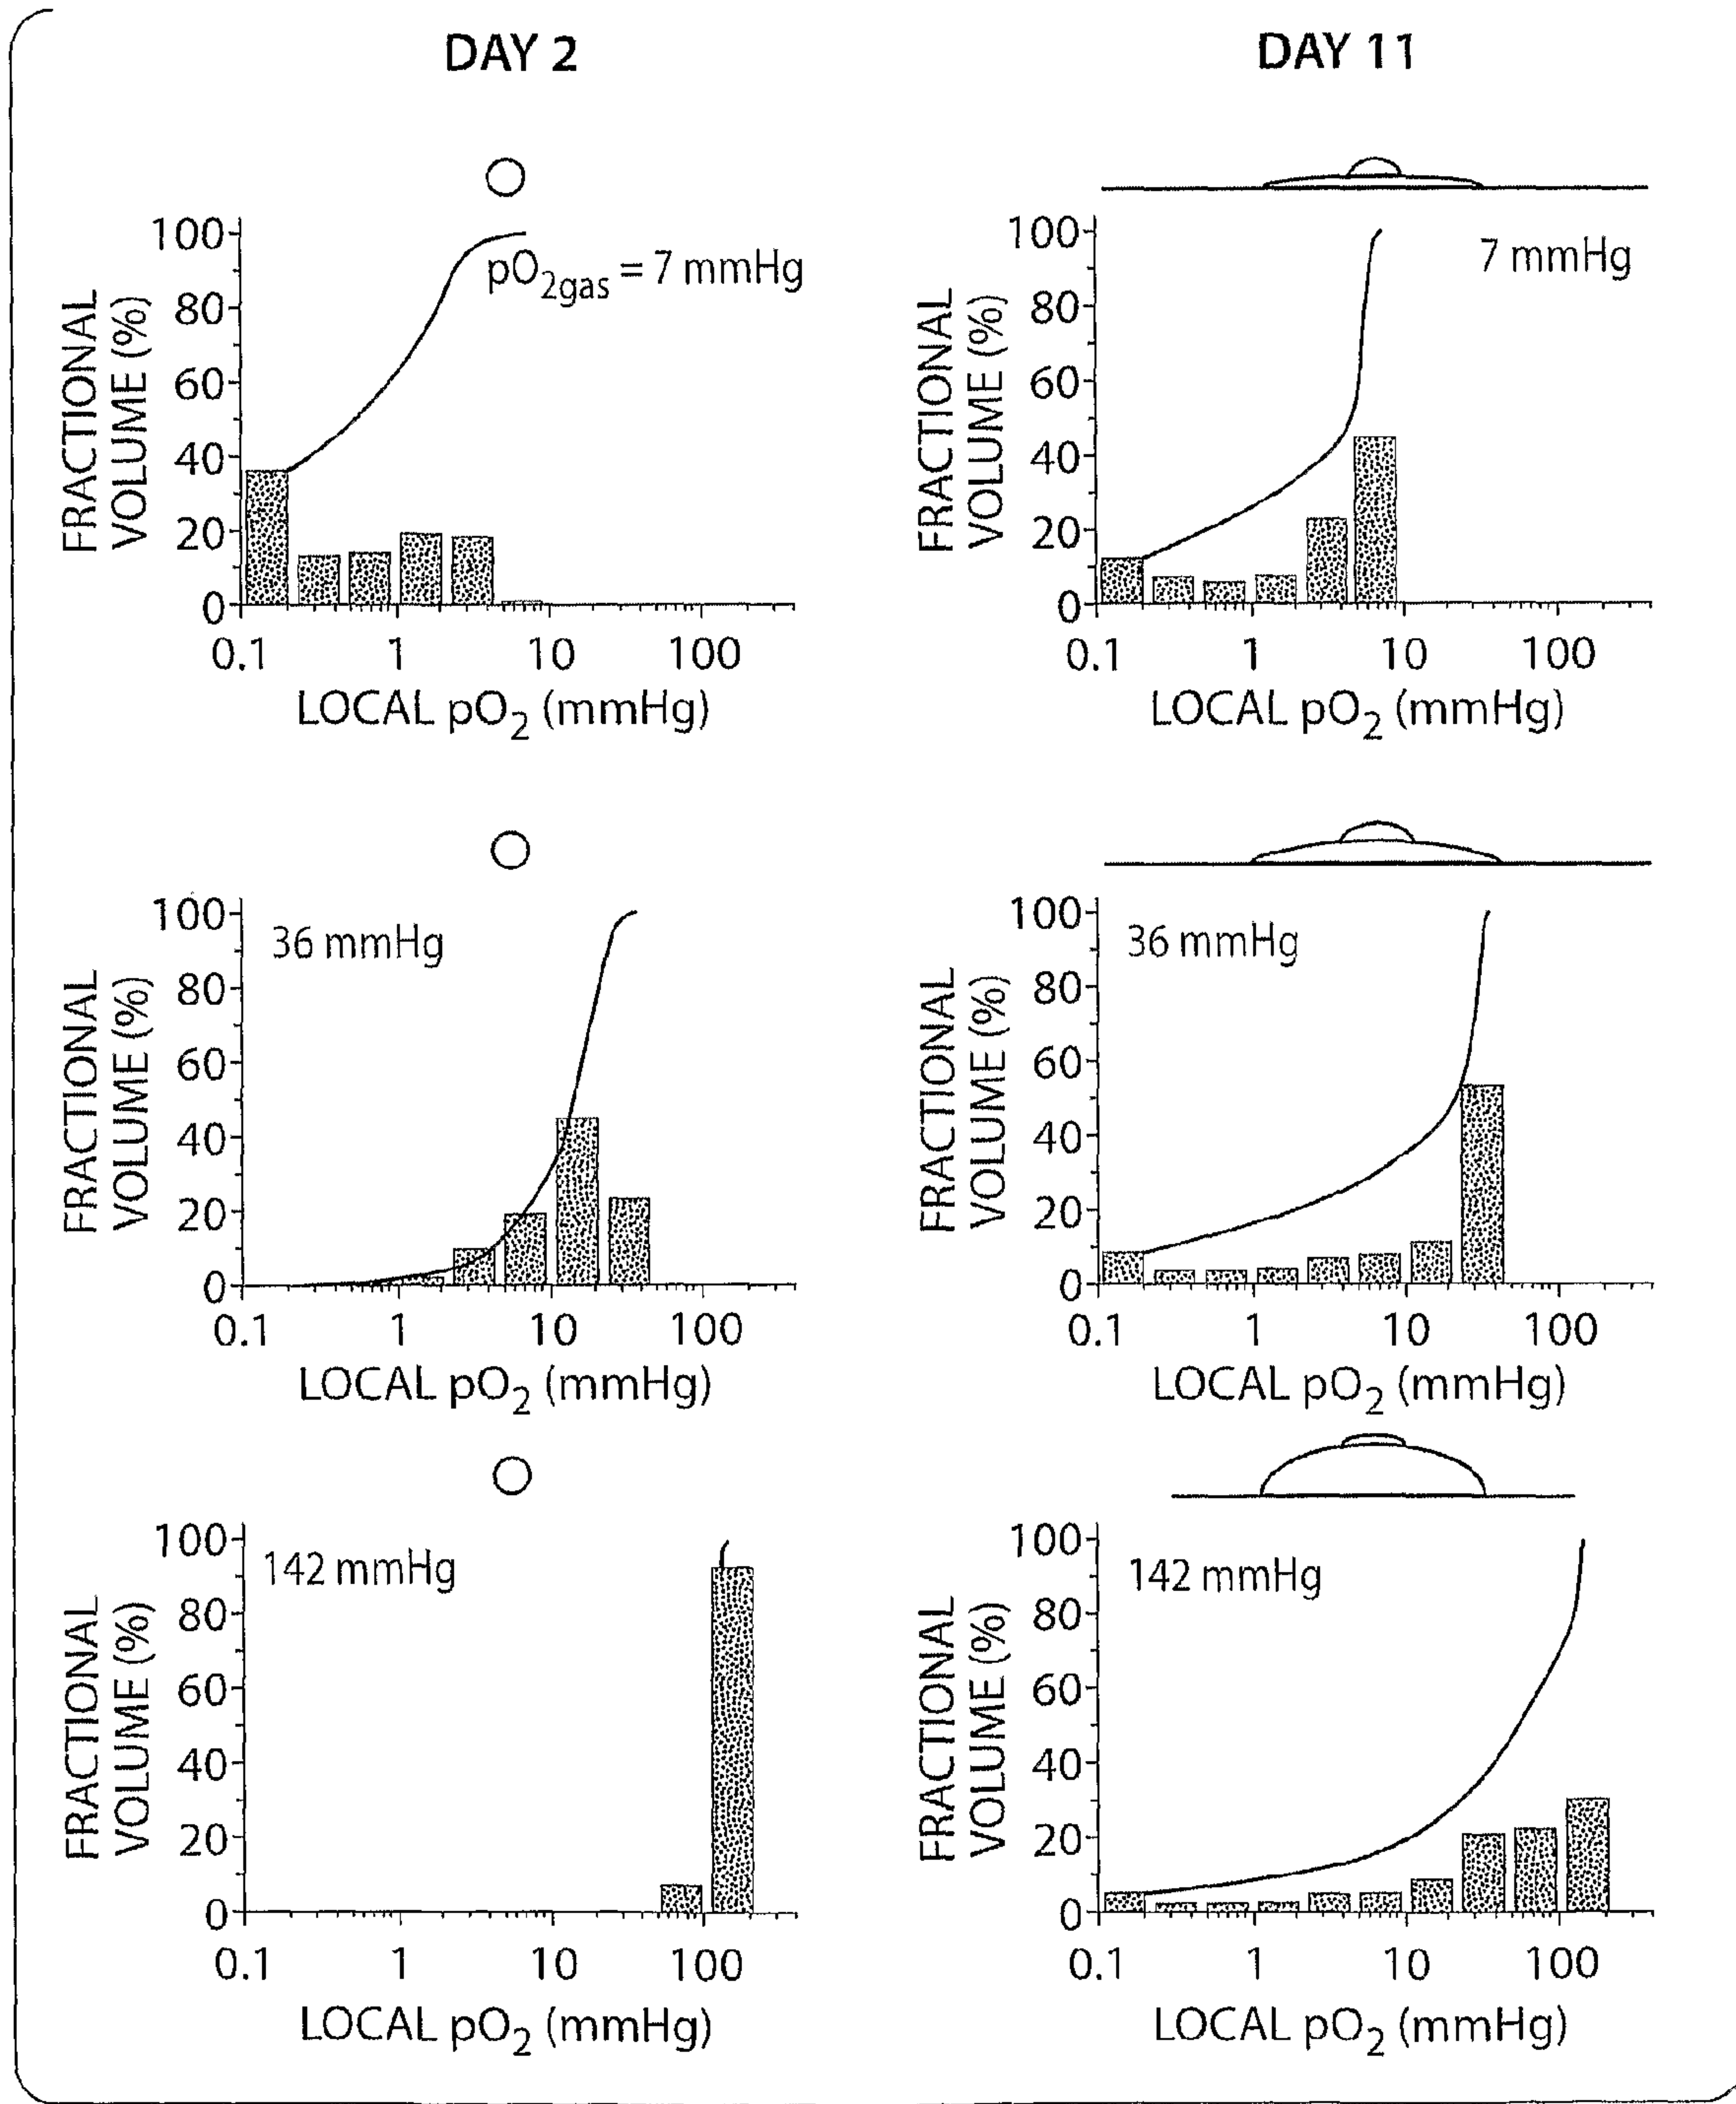 DAY 2
DAY 11
100
80
60
40
20
0
FRACTIONAL
VOLUME (%)
pO2gas = 7 mmHg
0.1 1 10 100
LOCAL pO2 (mmHg)
100
80
60
40
20
0
FRACTIONAL
VOLUME (%)
7 mmHg
0.1 1 10 100
LOCAL pO2 (mmHg)
100
80
60
40
20
0
FRACTIONAL
VOLUME (%)
36 mmHg
0.1 1 10 100
LOCAL pO2 (mmHg)
100
80
60
40
20
0
FRACTIONAL
VOLUME (%)
36 mmHg
0.1 1 10 100
LOCAL pO2 (mmHg)
100
80
60
40
20
0
FRACTIONAL
VOLUME (%)
142 mmHg
0.1 1 10 100
LOCAL pO2 (mmHg)
100
80
60
40
20
0
FRACTIONAL
VOLUME (%)
142 mmHg
0.1 1 10 100
LOCAL pO2 (mmHg)